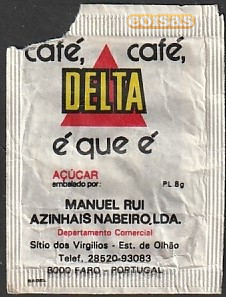 coisas
café, café,
DELTA
é que é
AÇÚCAR
embalado por:
PL 8g
MANUEL RUI
AZINHAIS NABEIRO, LDA.
Departamento Comercial
Sítio dos Virgílios - Est. de Olhão
Telef. 28520-93083
8000 FARO - PORTUGAL